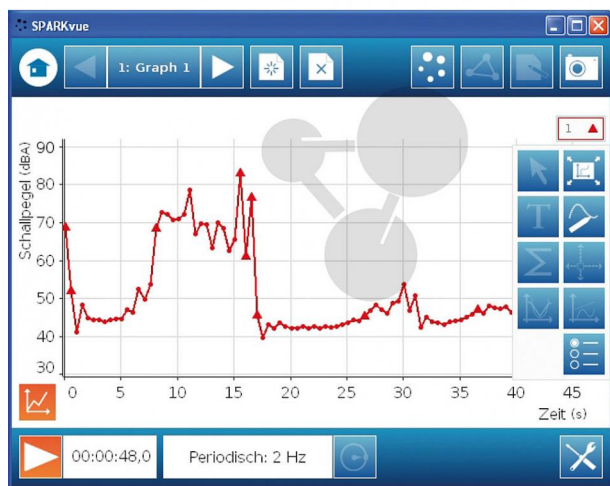 SPARKvue
1: Graph 1
1
90
80
70
60
50
40
30
Schallpegel (dBA)
0 5 10 15 20 25 30 35 40 45
Zeit (s)
T
Σ
00:00:48,0
Periodisch: 2 Hz